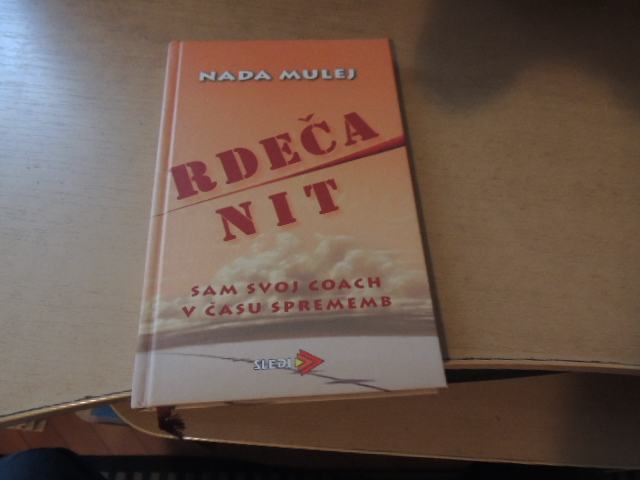 NADA MULEJ
RDEČA
NIT
SAM SVOJ COACH
V ČASU SPREMEMB
SLEDI